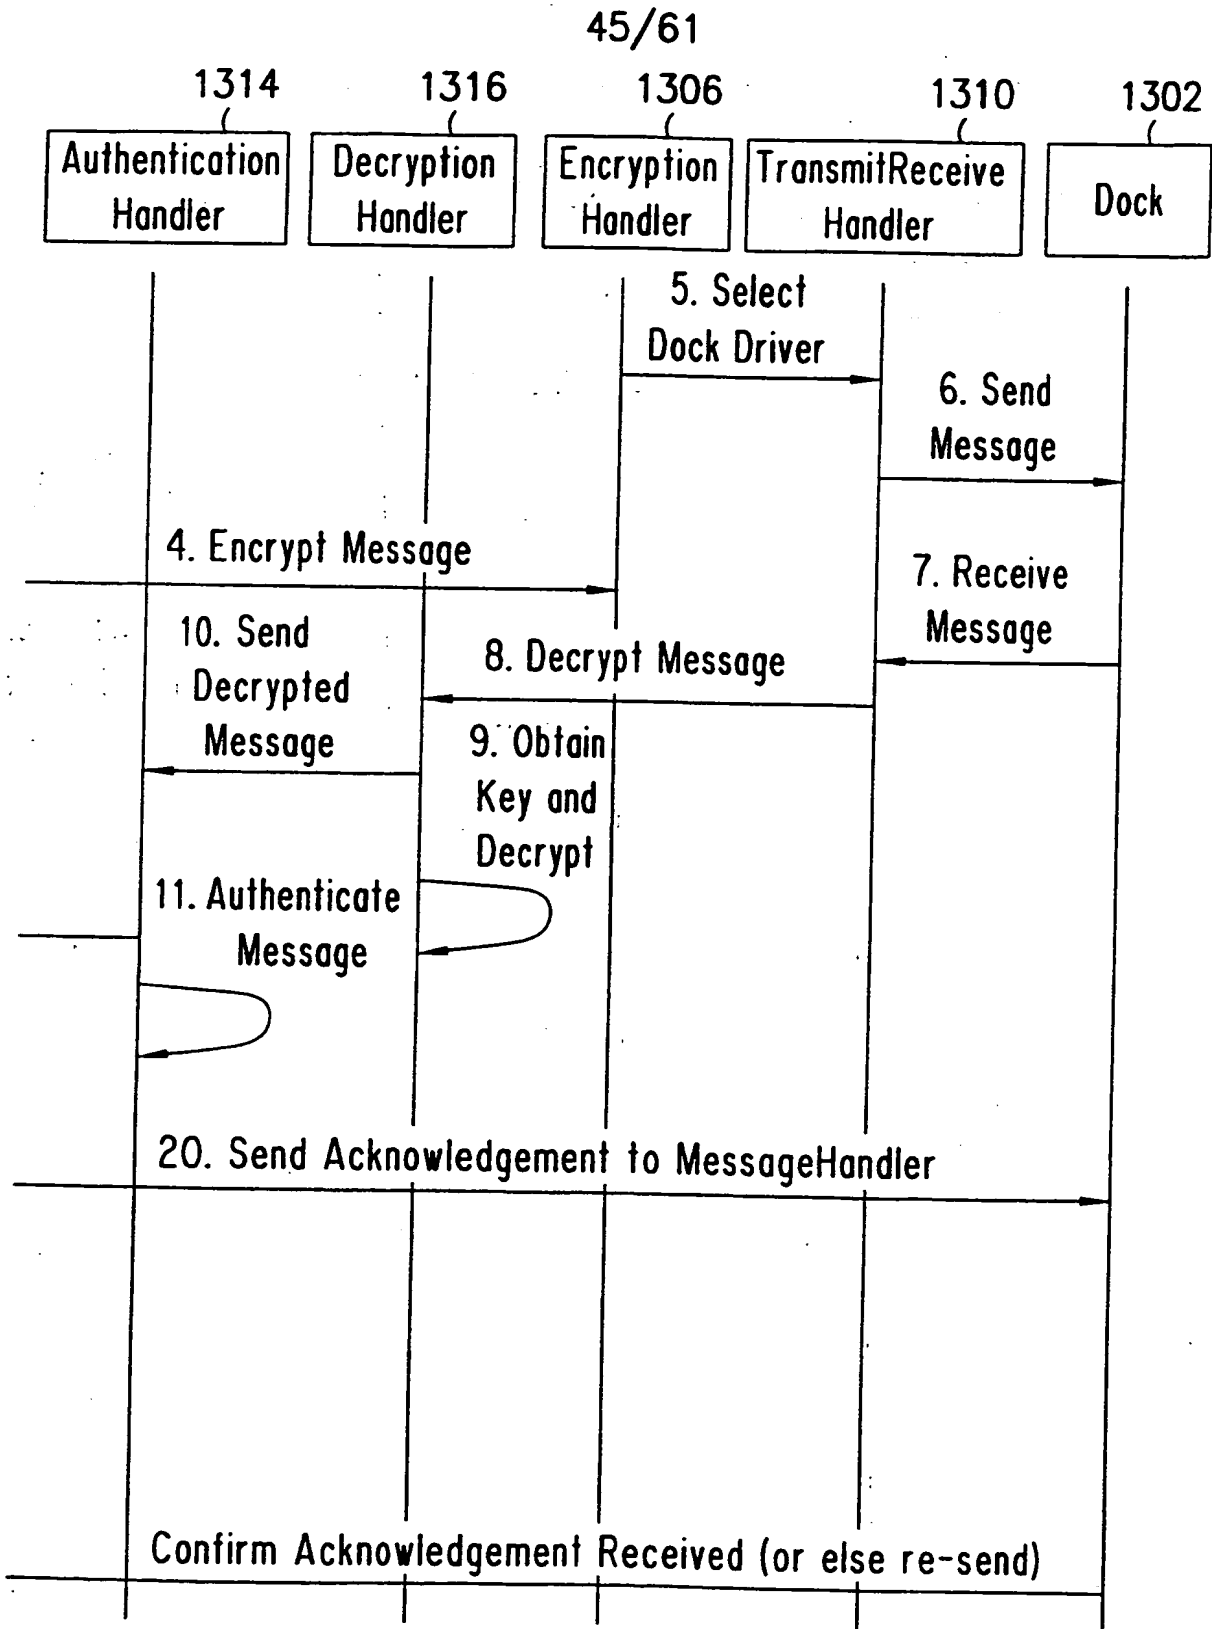 45/61
1314
1316
1306
1310
1302
Authentication
Handler
Decryption
Handler
Encryption
Handler
TransmitReceive
Handler
Dock
5. Select
Dock Driver
6. Send
Message
4. Encrypt Message
7. Receive
Message
10. Send
Decrypted
Message
8. Decrypt Message
9. Obtain
Key and
Decrypt
11. Authenticate
Message
20. Send Acknowledgement to MessageHandler
Confirm Acknowledgement Received (or else re-send)